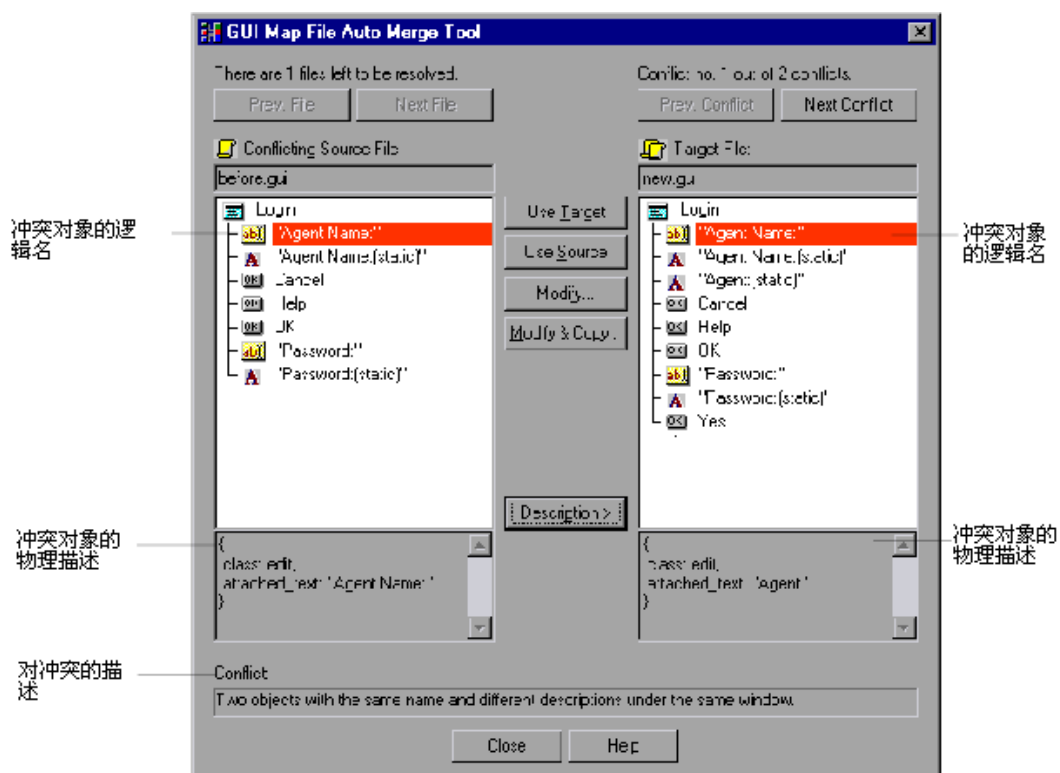 GUI Map File Auto Merge Tool
There are 1 files left to be resolved.
Conflict no. 1 out of 2 conflicts.
Prev. File
Next File
Prev. Conflict
Next Conflict
Conflicting Source File
Target File:
before.gui
new.gui
冲突对象的逻
辑名
Login
"Agent Name:"
"Agent Name:(static)"
Cancel
Help
OK
"Password:"
"Password:(static)"
Use Target
Use Source
Modify...
Modify & Copy...
Description >
Login
"Agent Name:"
"Agent Name:(static)"
"Agent:(static)"
Cancel
Help
OK
"Password:"
"Password:(static)"
Yes
冲突对象
的逻辑名
冲突对象的
物理描述
{
class: edit,
attached_text: "Agent Name:"
}
{
class: edit,
attached_text: "Agent"
}
冲突对象的
物理描述
对冲突的描
述
Conflict
Two objects with the same name and different descriptions under the same window.
Close
Help